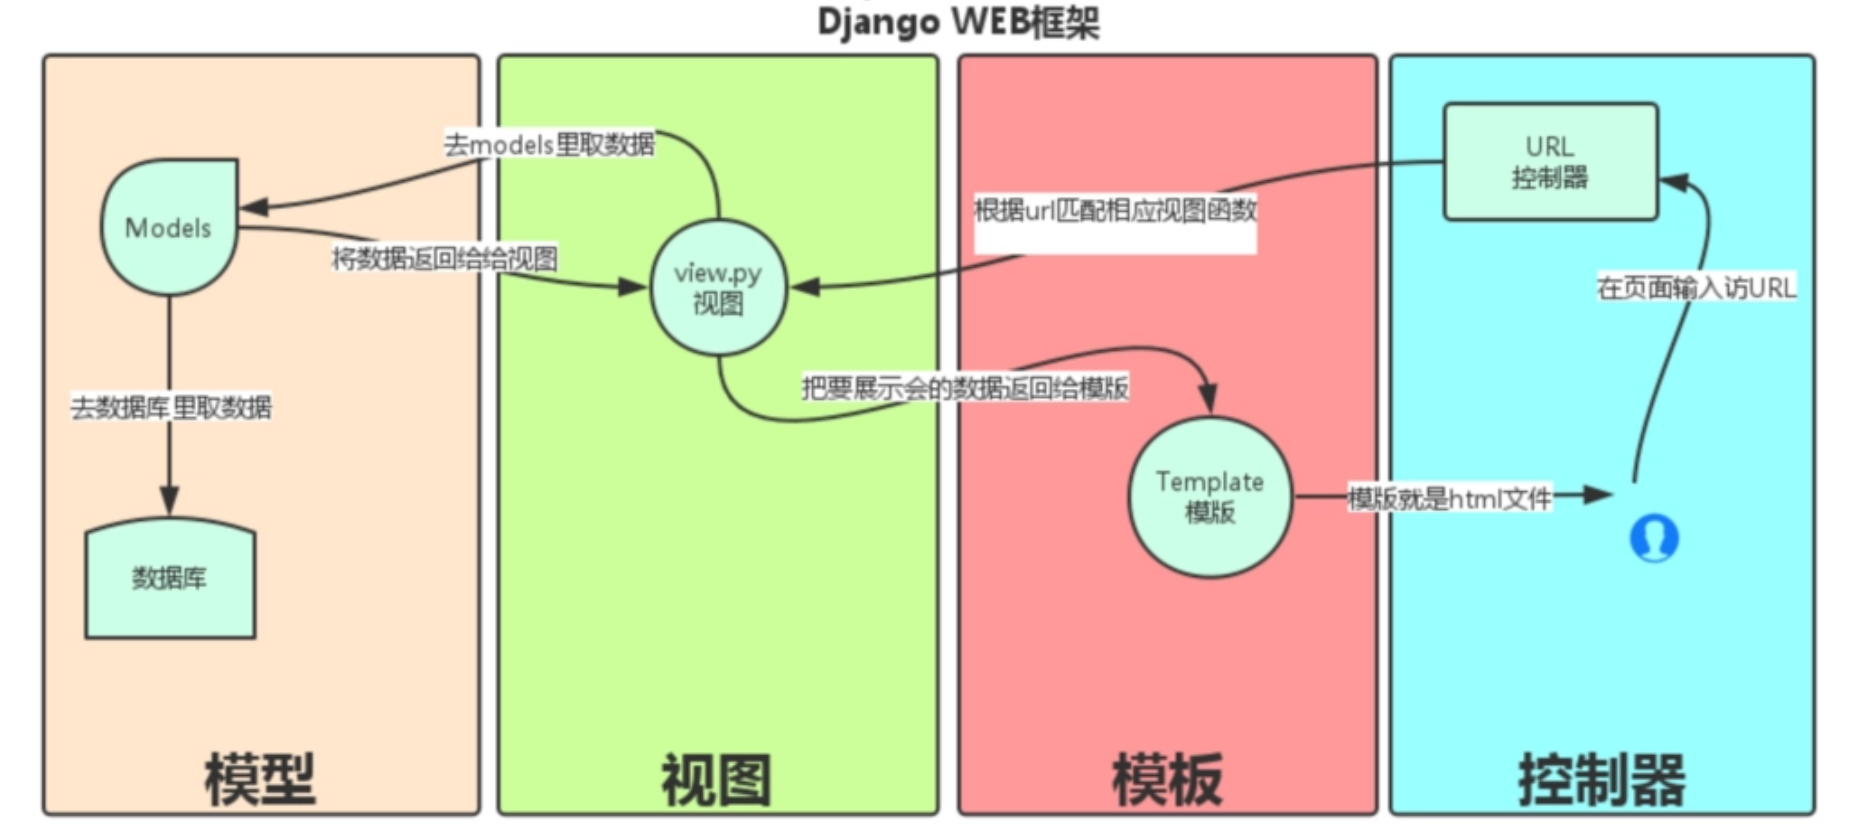 Django WEB框架
去models里取数据
Models
将数据返回给给视图
view.py
视图
去数据库里取数据
数据库
根据url匹配相应视图函数
把要展示会的数据返回给模版
Template
模版
模版就是html文件
URL
控制器
在页面输入访URL
模型
视图
模板
控制器